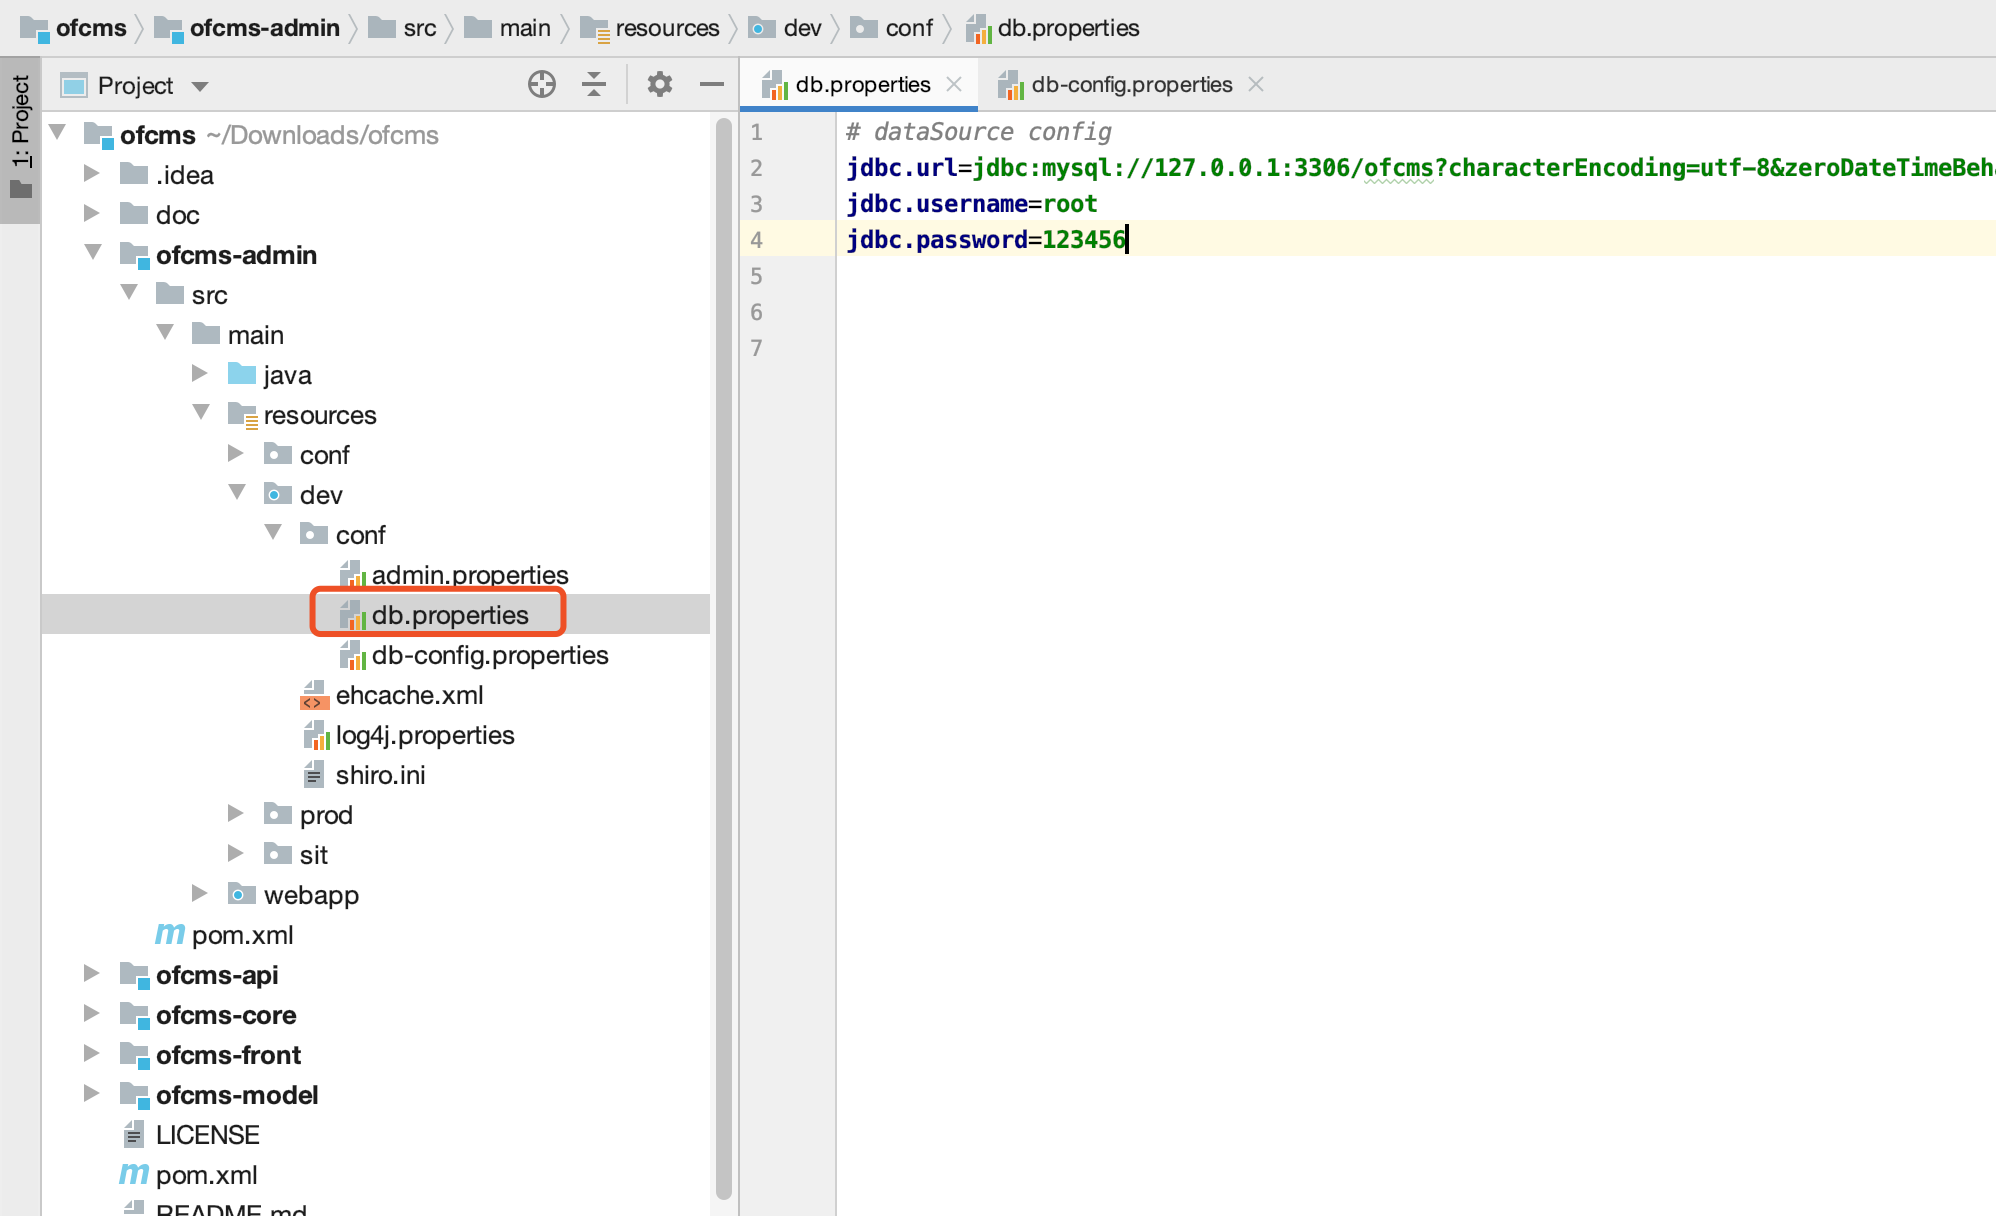 ofcms ofcms-admin src main resources dev conf db.properties
1: Project
Project
db.properties db-config.properties
ofcms ~/Downloads/ofcms
.idea
doc
ofcms-admin
src
main
java
resources
conf
dev
conf
admin.properties
db.properties
db-config.properties
ehcache.xml
log4j.properties
shiro.ini
prod
sit
webapp
pom.xml
ofcms-api
ofcms-core
ofcms-front
ofcms-model
LICENSE
pom.xml
README.md
1 # dataSource config
2 jdbc.url=jdbc:mysql://127.0.0.1:3306/ofcms?characterEncoding=utf-8&zeroDateTimeBeh
3 jdbc.username=root
4 jdbc.password=123456
5
6
7